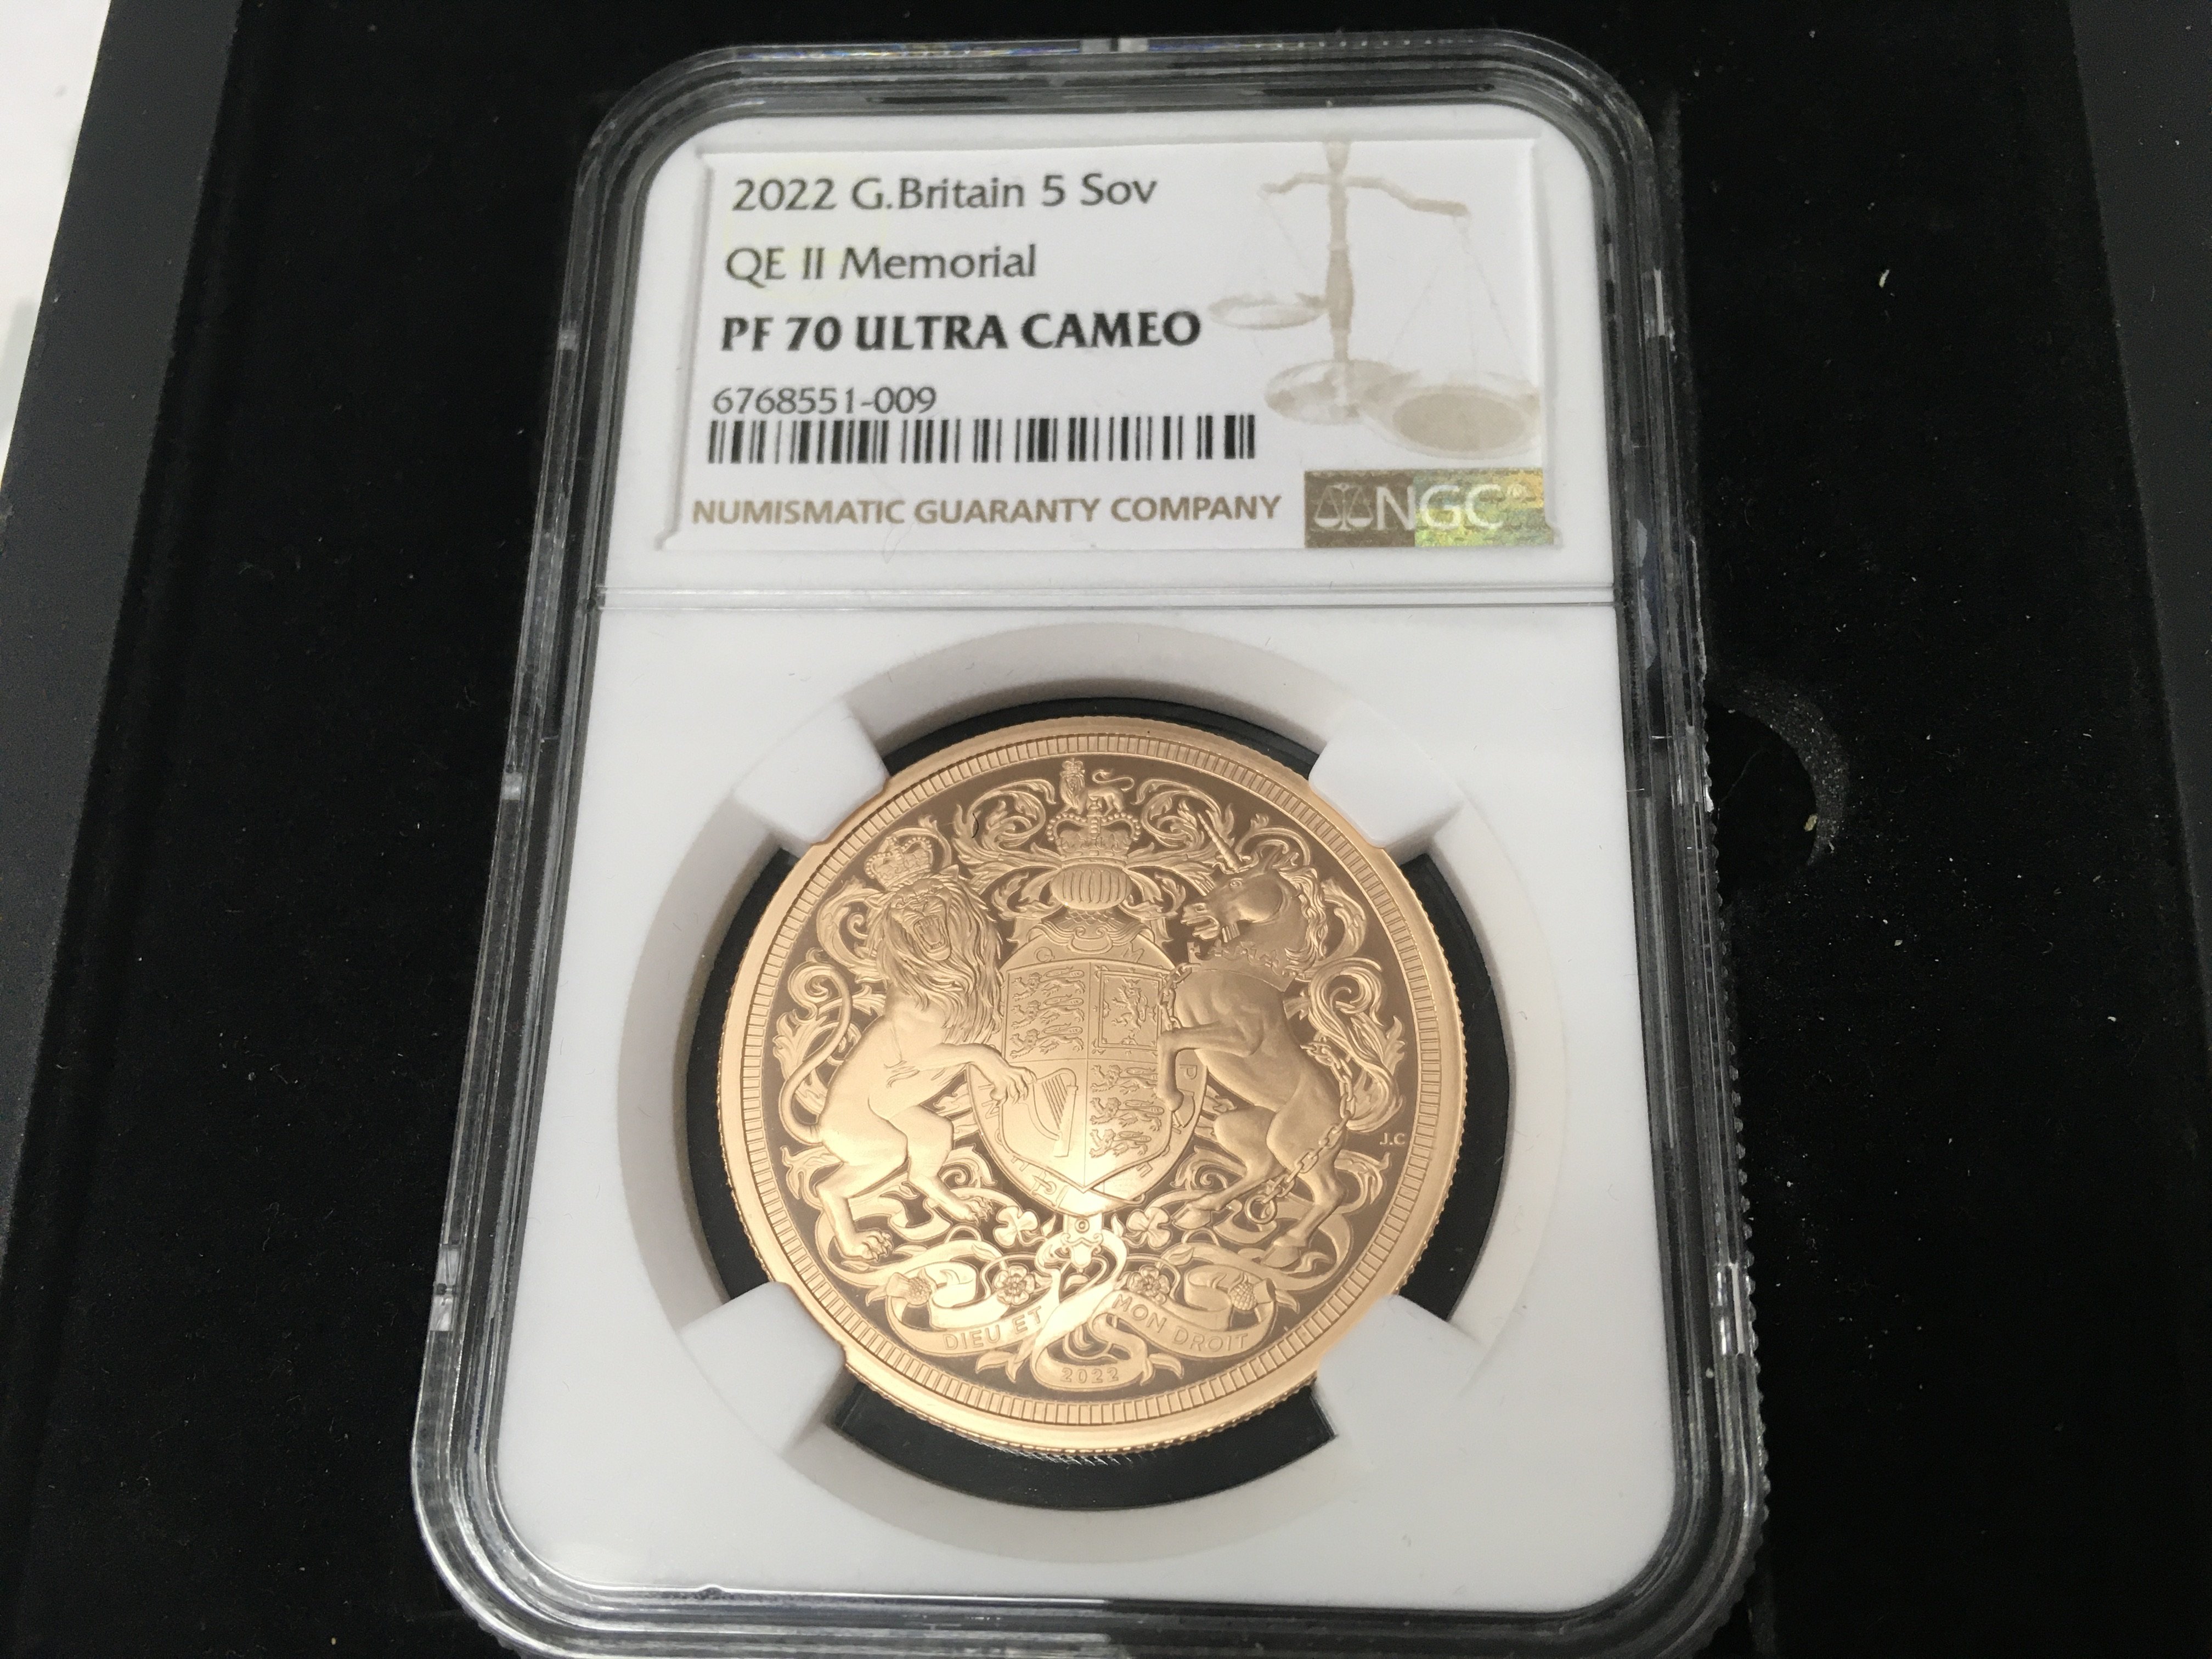 2022 G.Britain 5 Sov
QE II Memorial
PF 70 ULTRA CAMEO
6768551-009
NUMISMATIC GUARANTY COMPANY
NGC®
J.C
DIEU ET MON DROIT
2022